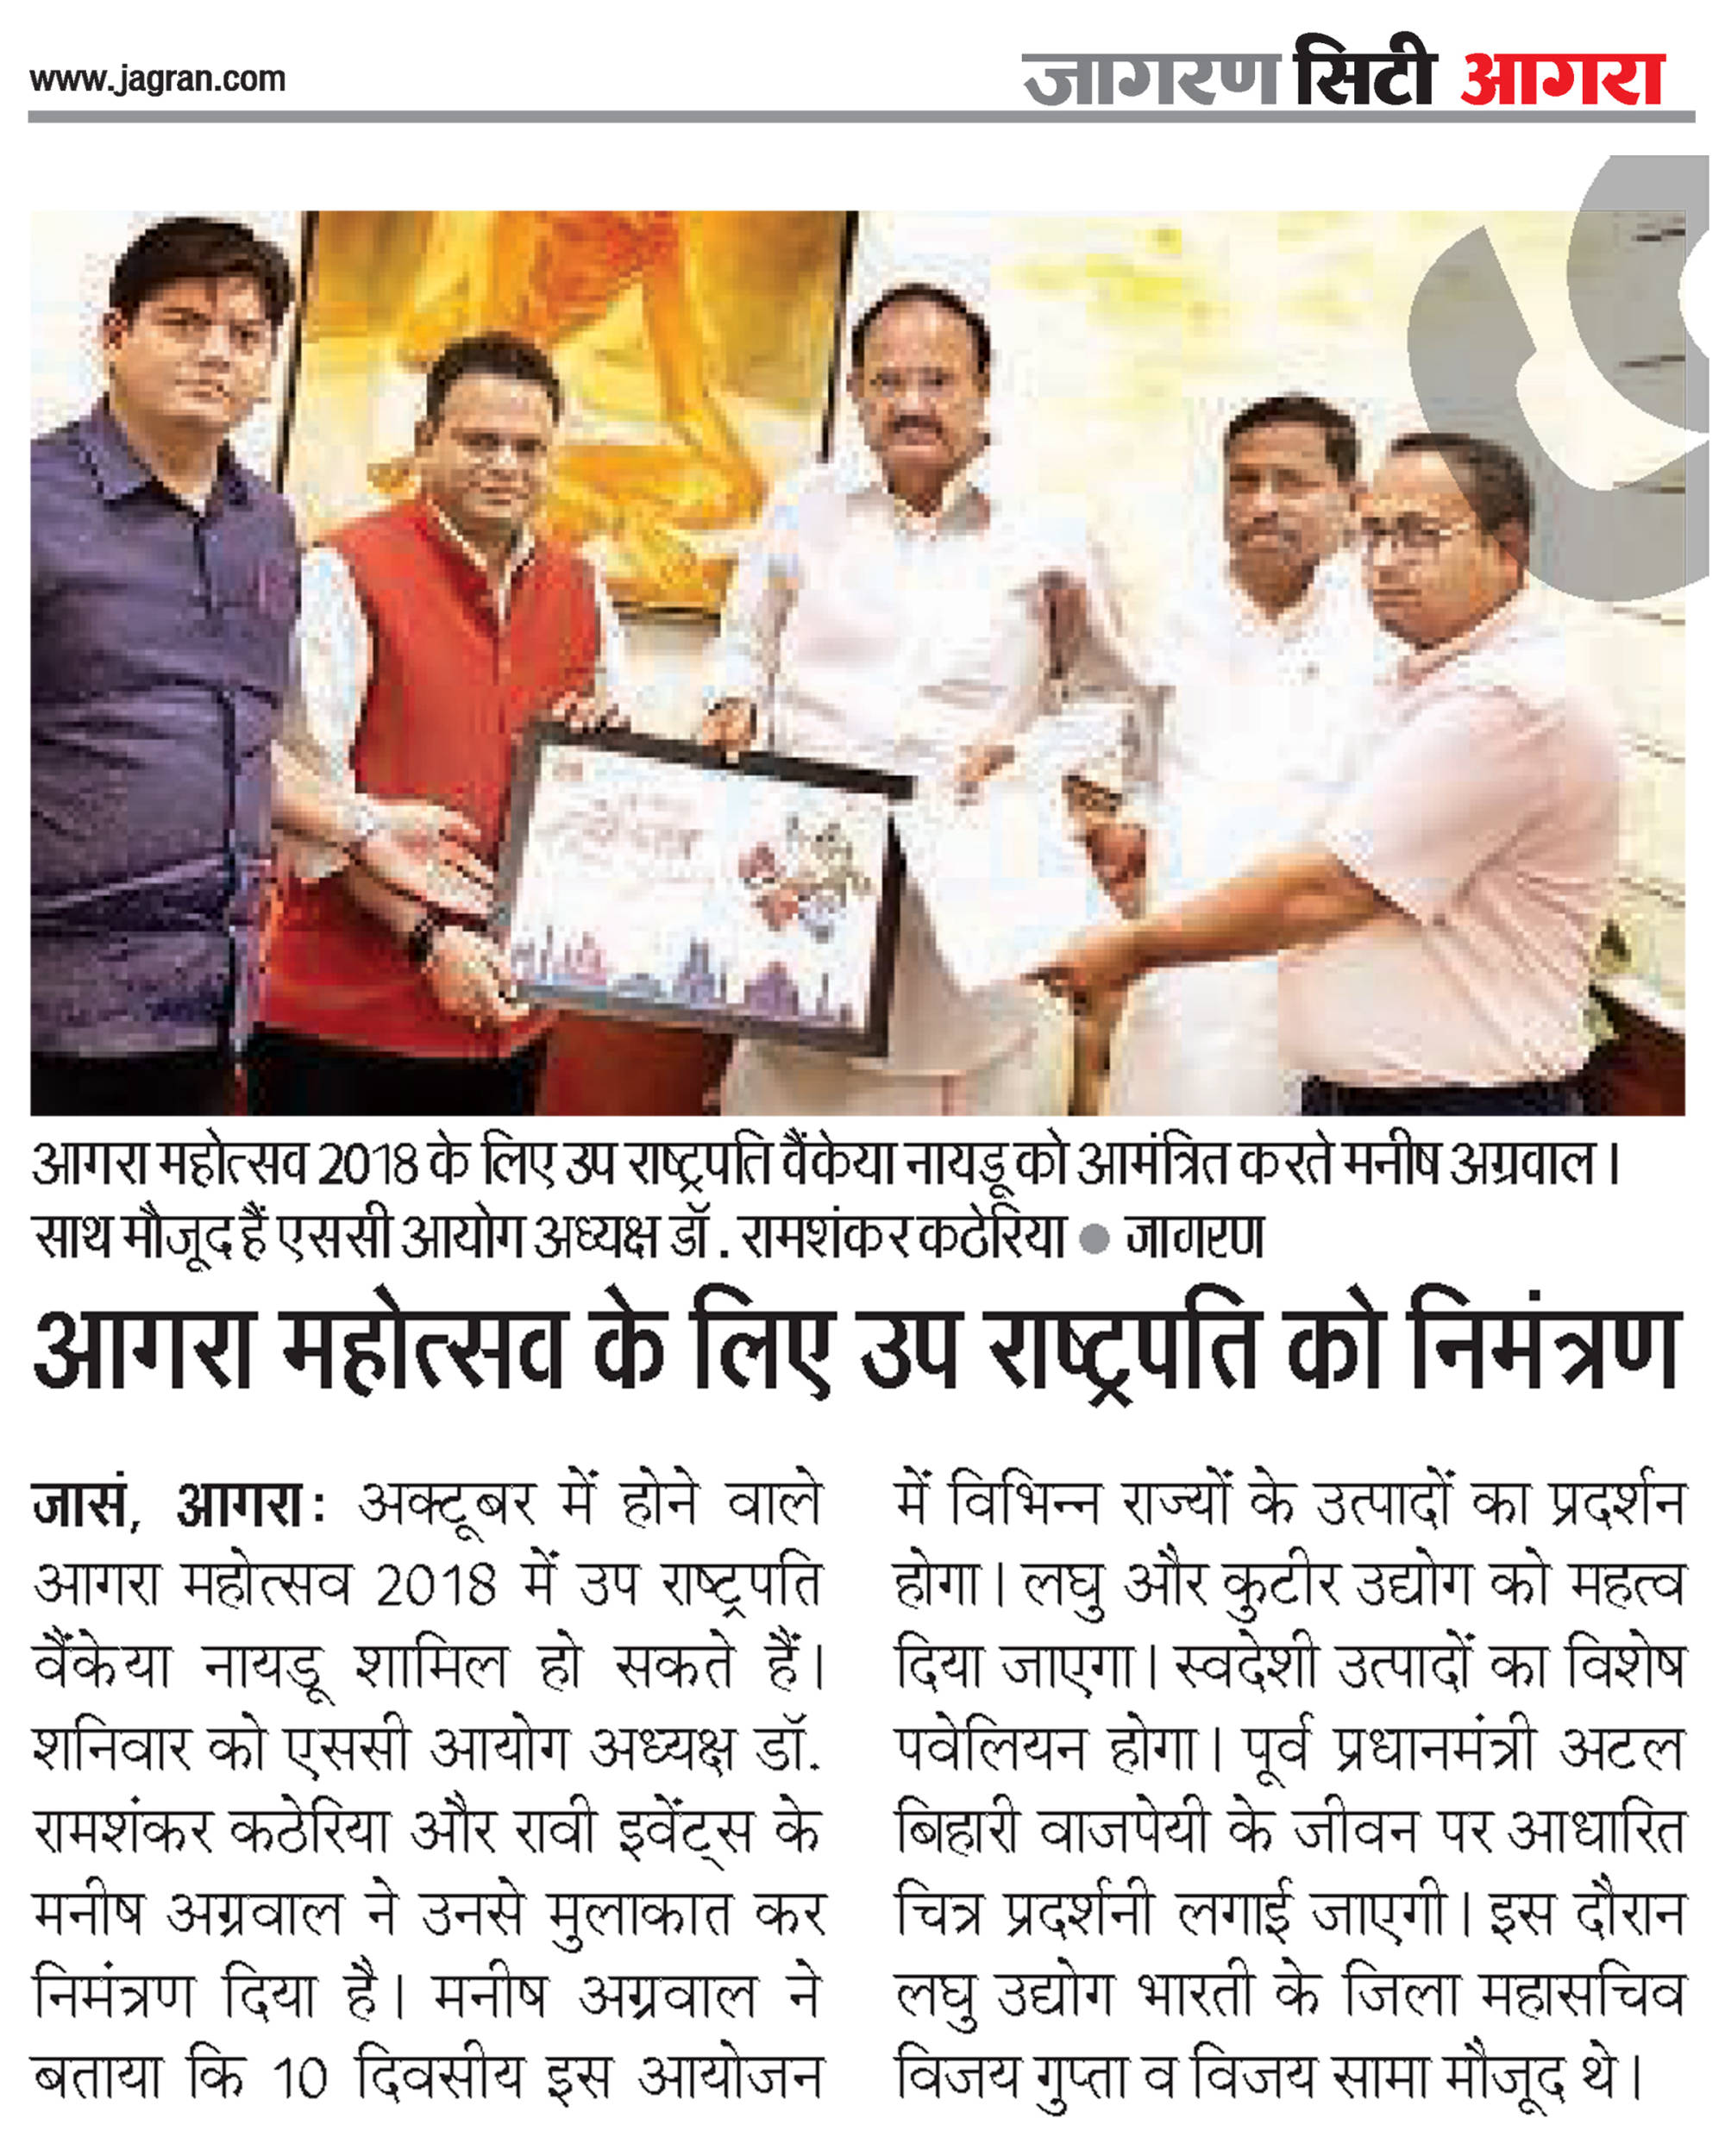 www.jagran.com
जागरण सिटी आगरा
आगरा महोत्सव 2018 के लिए उप राष्ट्रपति वैंकेया नायडू को आमंत्रित करते मनीष अग्रवाल।
साथ मौजूद हैं एससी आयोग अध्यक्ष डॉ. रामशंकर कठेरिया ● जागरण
आगरा महोत्सव के लिए उप राष्ट्रपति को निमंत्रण
जासं, आगरा: अक्टूबर में होने वाले
आगरा महोत्सव 2018 में उप राष्ट्रपति
वैंकेया नायडू शामिल हो सकते हैं।
शनिवार को एससी आयोग अध्यक्ष डॉ.
रामशंकर कठेरिया और रावी इवेंट्स के
मनीष अग्रवाल ने उनसे मुलाकात कर
निमंत्रण दिया है। मनीष अग्रवाल ने
बताया कि 10 दिवसीय इस आयोजन
में विभिन्न राज्यों के उत्पादों का प्रदर्शन
होगा। लघु और कुटीर उद्योग को महत्व
दिया जाएगा। स्वदेशी उत्पादों का विशेष
पवेलियन होगा। पूर्व प्रधानमंत्री अटल
बिहारी वाजपेयी के जीवन पर आधारित
चित्र प्रदर्शनी लगाई जाएगी। इस दौरान
लघु उद्योग भारती के जिला महासचिव
विजय गुप्ता व विजय सामा मौजूद थे।